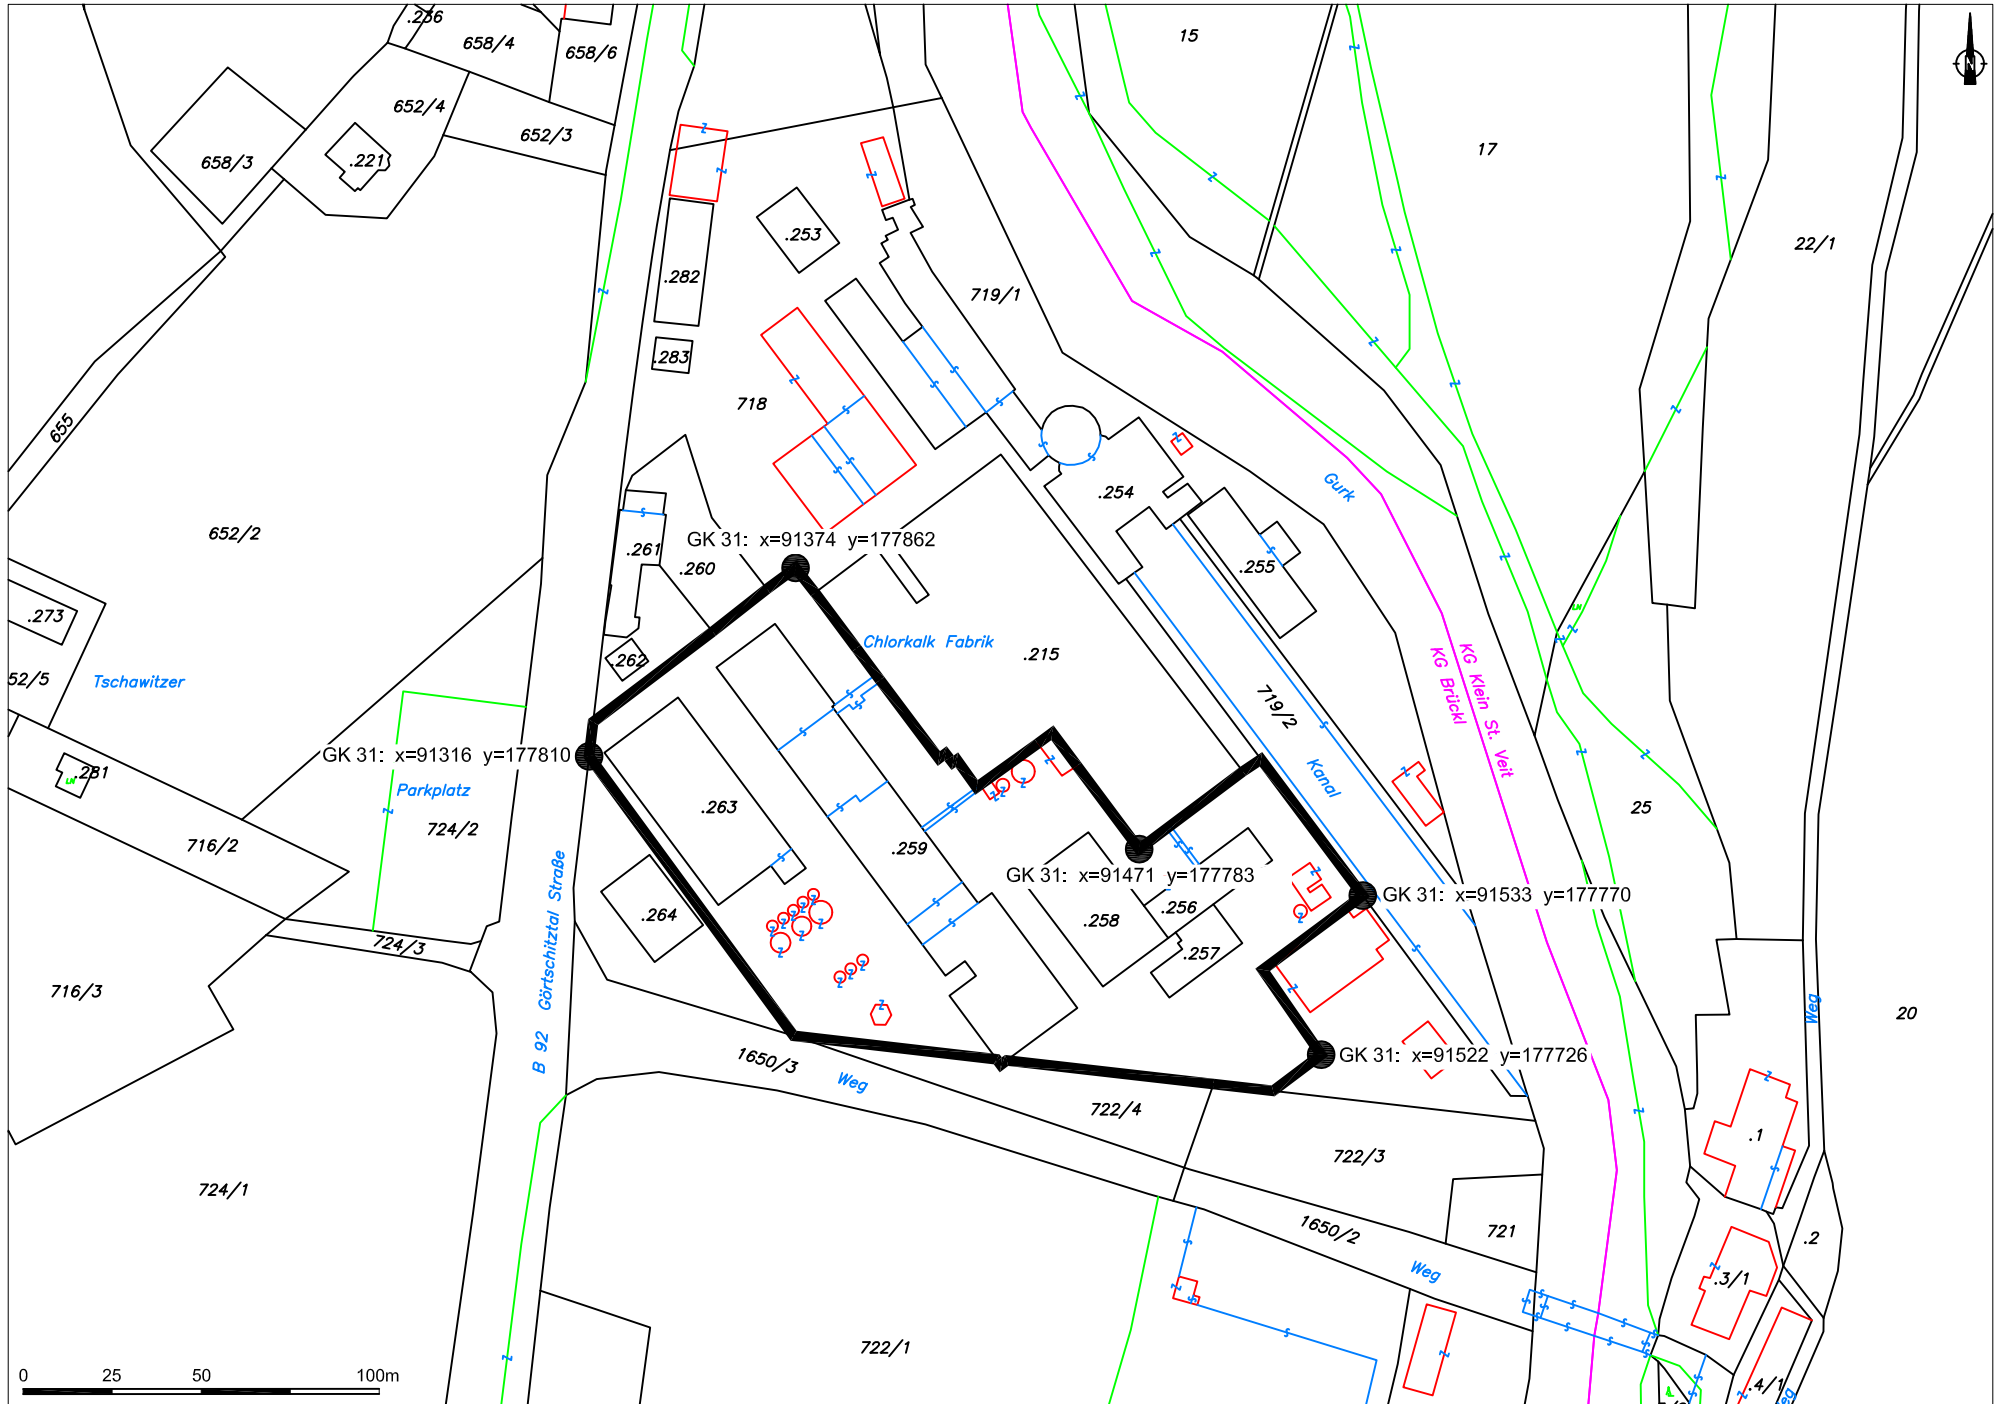 .236
658/4
658/6
15
N
652/4
652/3
.221
658/3
17
.253
22/1
.282
719/1
.283
718
655
Gurk
.254
652/2
GK 31: x=91374 y=177862
.261
.260
.255
.273
Chlorkalk Fabrik
.215
.262
KG Klein St. Veit
KG Brückl
52/5
Tschawitzer
719/2
GK 31: x=91316 y=177810
.281
Parkplatz
Kanal
.263
25
724/2
716/2
.259
GK 31: x=91471 y=177783
GK 31: x=91533 y=177770
.256
.264
.258
724/3
.257
B 92 Görtschitztal Straße
716/3
Weg
20
GK 31: x=91522 y=177726
1650/3
Weg
722/4
.1
722/3
724/1
1650/2
721
.2
Weg
.3/1
722/1
0 25 50 100m
.4/1